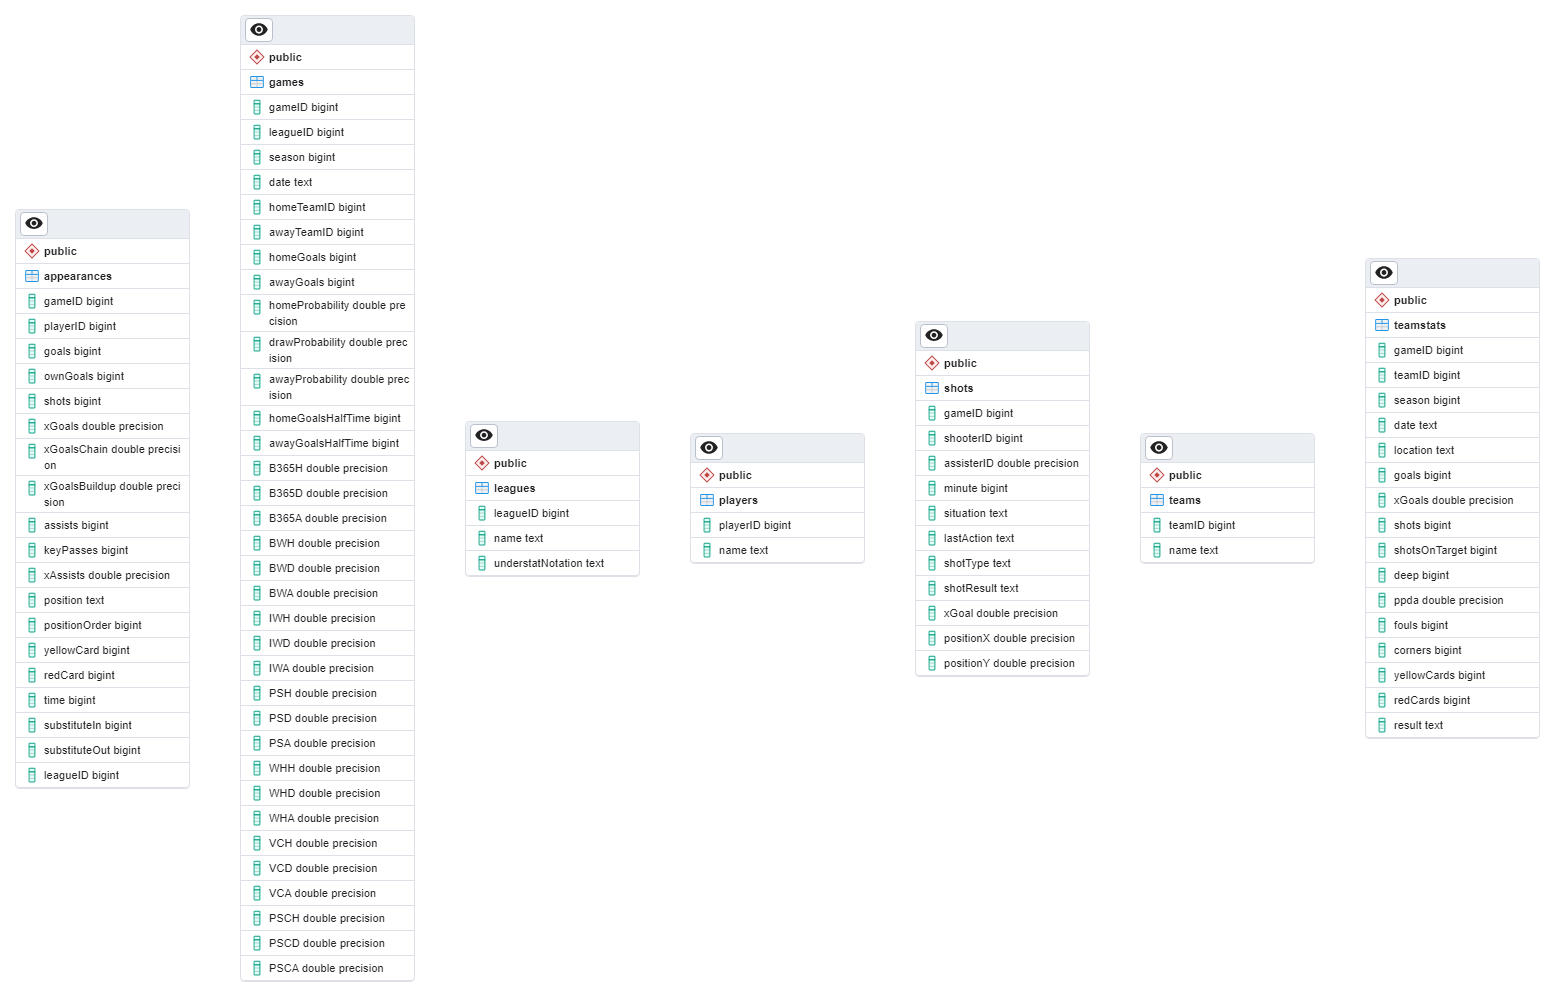 public
appearances
gameID bigint
playerID bigint
goals bigint
ownGoals bigint
shots bigint
xGoals double precision
xGoalsChain double precisi
on
xGoalsBuildup double preci
sion
assists bigint
keyPasses bigint
xAssists double precision
position text
positionOrder bigint
yellowCard bigint
redCard bigint
time bigint
substituteIn bigint
substituteOut bigint
leagueID bigint
public
games
gameID bigint
leagueID bigint
season bigint
date text
homeTeamID bigint
awayTeamID bigint
homeGoals bigint
awayGoals bigint
homeProbability double pre
cision
drawProbability double prec
ision
awayProbability double prec
ision
homeGoalsHalfTime bigint
awayGoalsHalfTime bigint
B365H double precision
B365D double precision
B365A double precision
BWH double precision
BWD double precision
BWA double precision
IWH double precision
IWD double precision
IWA double precision
PSH double precision
PSD double precision
PSA double precision
WHH double precision
WHD double precision
WHA double precision
VCH double precision
VCD double precision
VCA double precision
PSCH double precision
PSCD double precision
PSCA double precision
public
leagues
leagueID bigint
name text
understatNotation text
public
players
playerID bigint
name text
public
shots
gameID bigint
shooterID bigint
assisterID double precision
minute bigint
situation text
lastAction text
shotType text
shotResult text
xGoal double precision
positionX double precision
positionY double precision
public
teams
teamID bigint
name text
public
teamstats
gameID bigint
teamID bigint
season bigint
date text
location text
goals bigint
xGoals double precision
shots bigint
shotsOnTarget bigint
deep bigint
ppda double precision
fouls bigint
corners bigint
yellowCards bigint
redCards bigint
result text